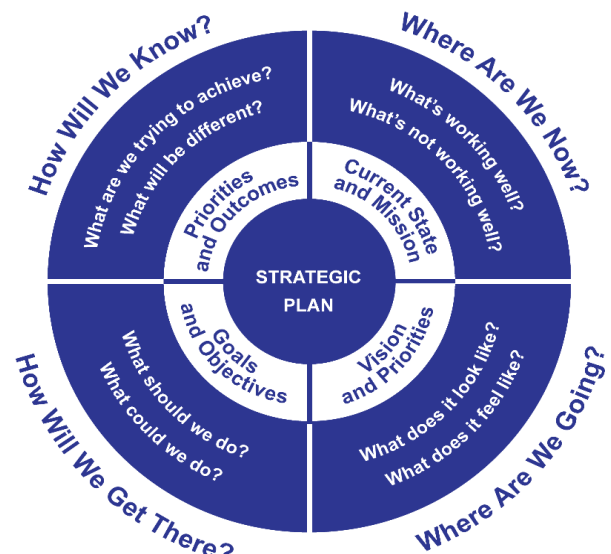 How Will We Know?
What are we trying to achieve?
What will be different?
Priorities
and Outcomes
Where Are We Now?
What's working well?
What's not working well?
Current State
and Mission
STRATEGIC
PLAN
How Will We Get There?
What should we do?
What could we do?
Goals
and Objectives
Where Are We Going?
What does it look like?
What does it feel like?
Vision
and Priorities